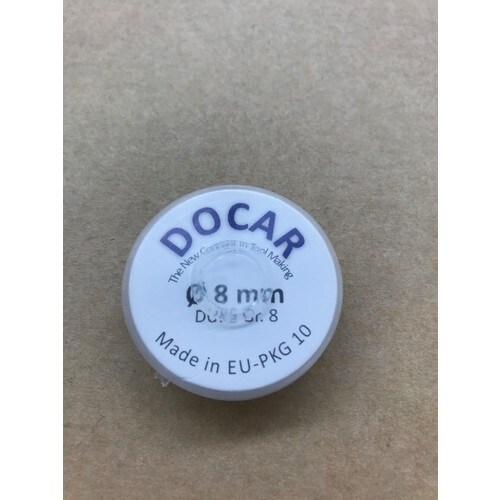 DOCAR
The New Concept in Tool Making
Ø 8 mm
Gr. 8
Made in EU-PKG 10